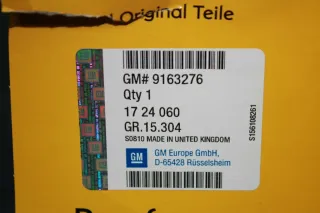 Original Teile
GM# 9163276
Qty 1
17 24 060
GR.15.304
S0810 MADE IN UNITED KINGDOM
GM
GM Europe GmbH,
D-65428 Rüsselsheim
S156108261